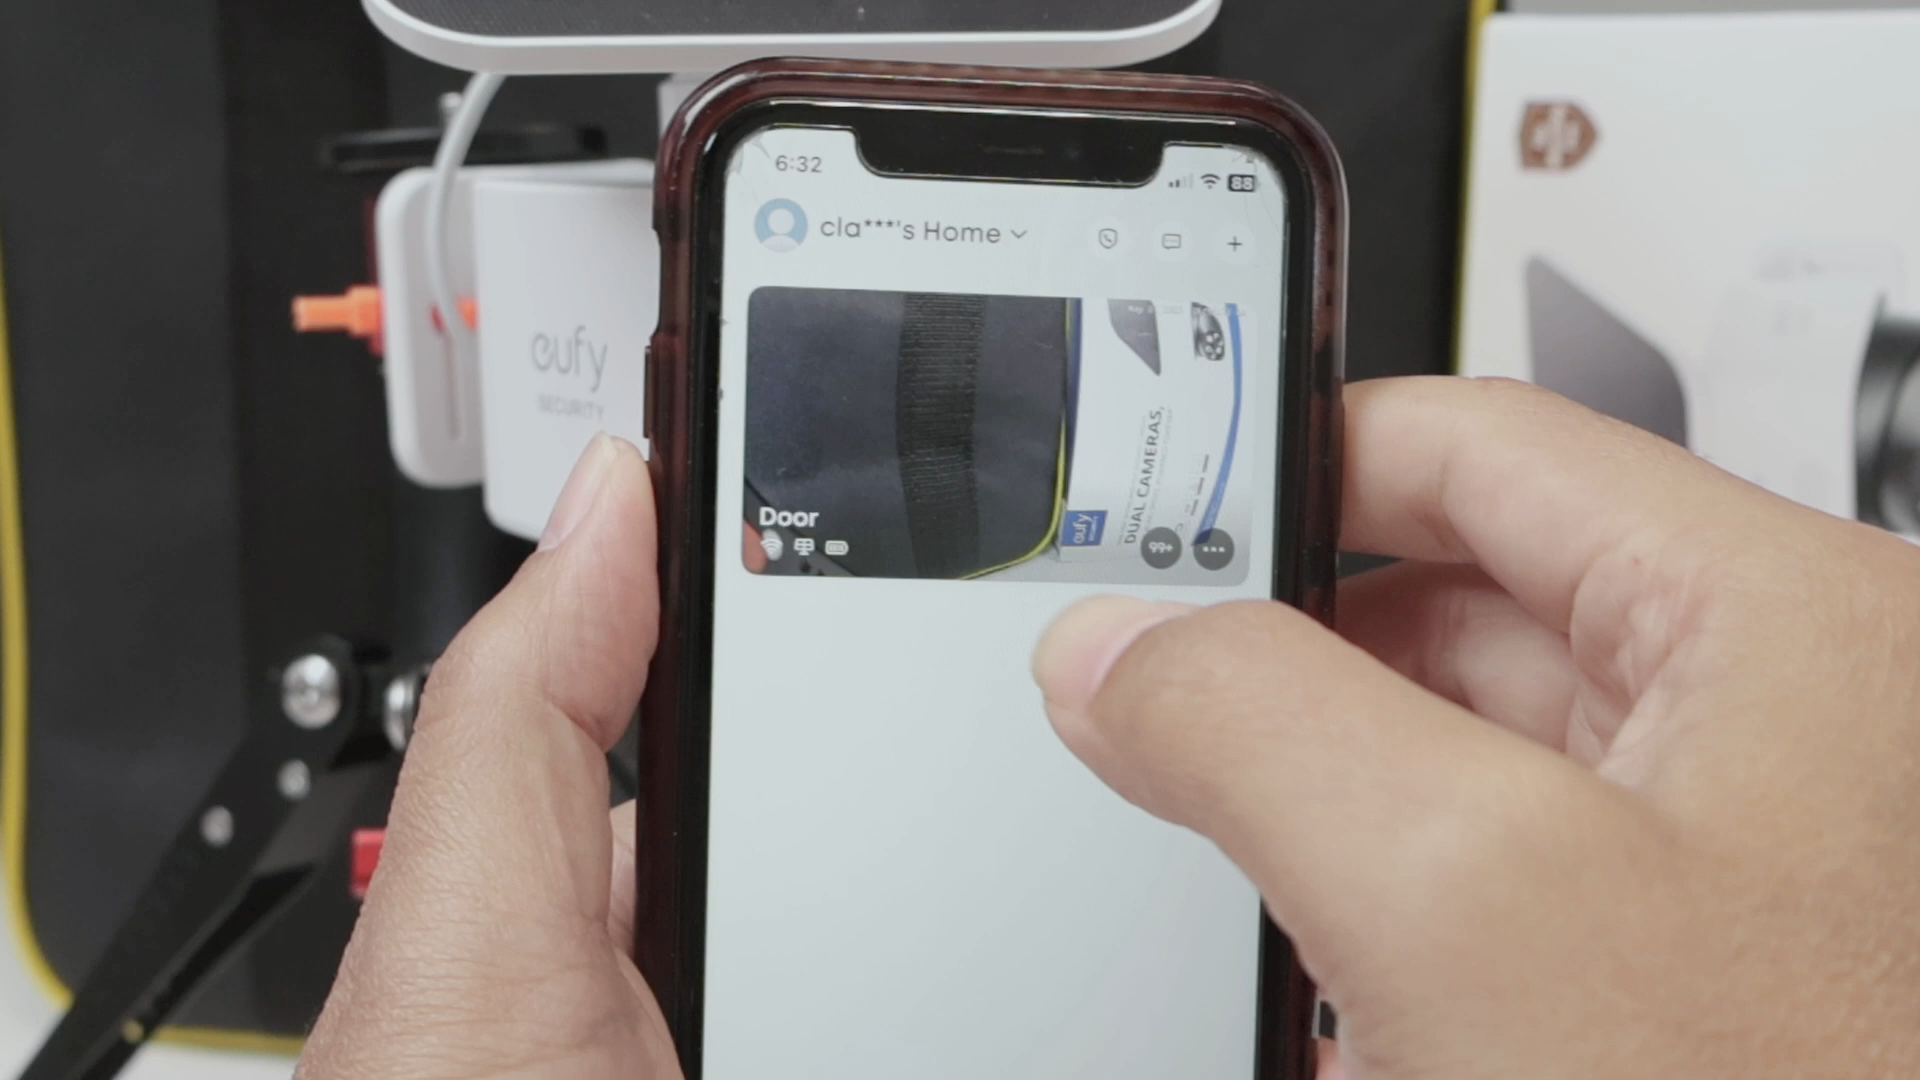 6:32
88
cla***'s Home
eufy
SECURITY
DUAL CAMERAS,
Door
eufy
99+